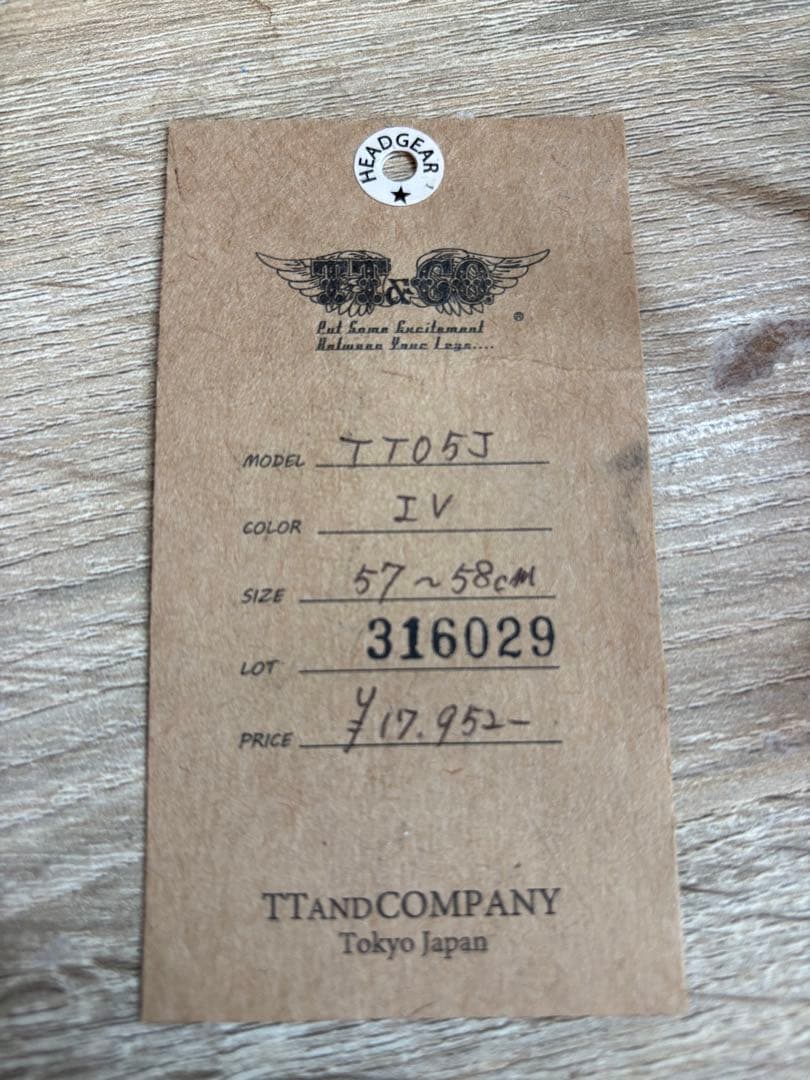 HEADGEAR
TT&CO.
®
Put Some Excitement
Between Your Legs....
MODEL TT05J
COLOR IV
SIZE 57~58cm
LOT 316029
PRICE ¥17.952-
TTANDCOMPANY
Tokyo Japan